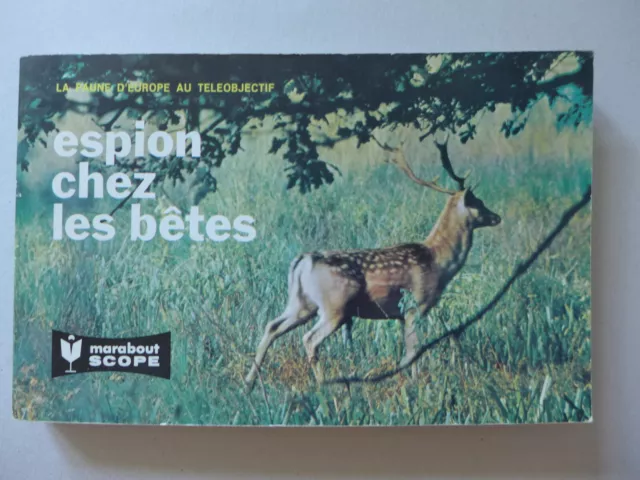 LA FAUNE D'EUROPE AU TELEOBJECTIF
espion
chez
les bêtes
marabout
SCOPE